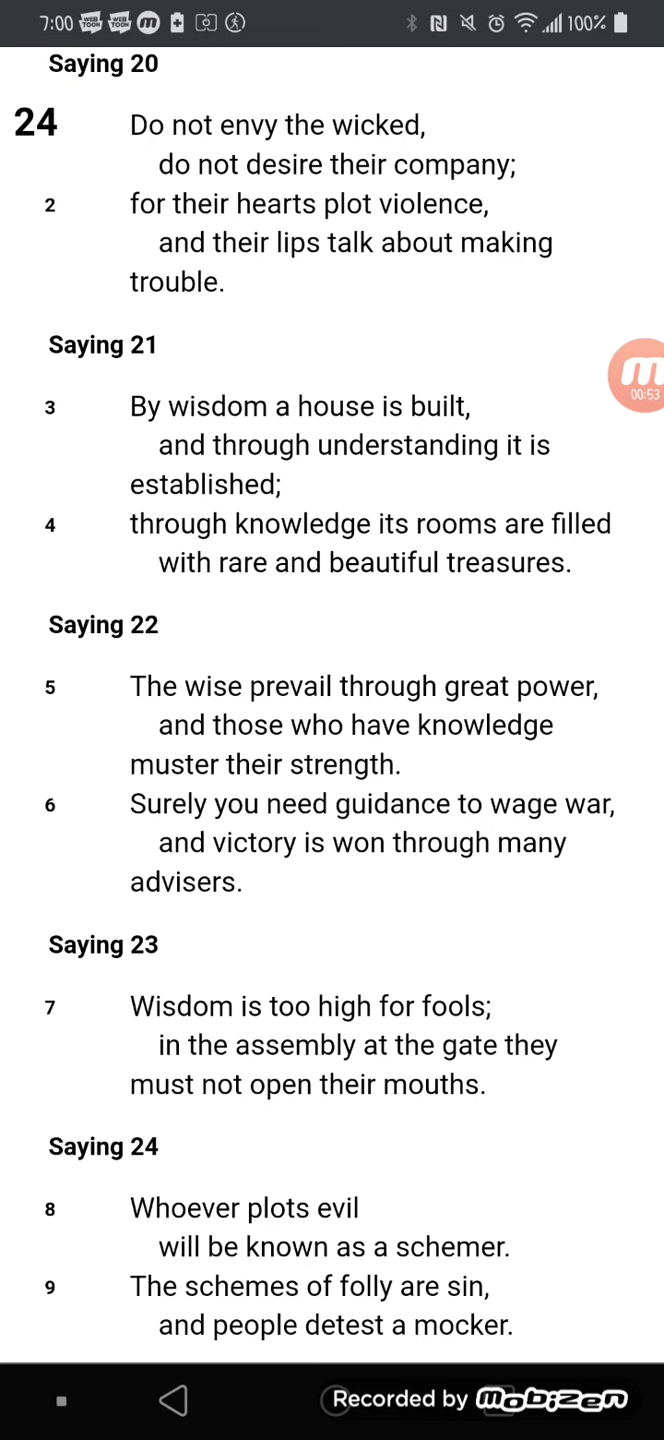 7:00 WEB TOON WEB TOON m 100%
Saying 20
24 Do not envy the wicked,
do not desire their company;
2 for their hearts plot violence,
and their lips talk about making
trouble.
Saying 21
m
00:53
3 By wisdom a house is built,
and through understanding it is
established;
4 through knowledge its rooms are filled
with rare and beautiful treasures.
Saying 22
5 The wise prevail through great power,
and those who have knowledge
muster their strength.
6 Surely you need guidance to wage war,
and victory is won through many
advisers.
Saying 23
7 Wisdom is too high for fools;
in the assembly at the gate they
must not open their mouths.
Saying 24
8 Whoever plots evil
will be known as a schemer.
9 The schemes of folly are sin,
and people detest a mocker.
Recorded by Mobizen